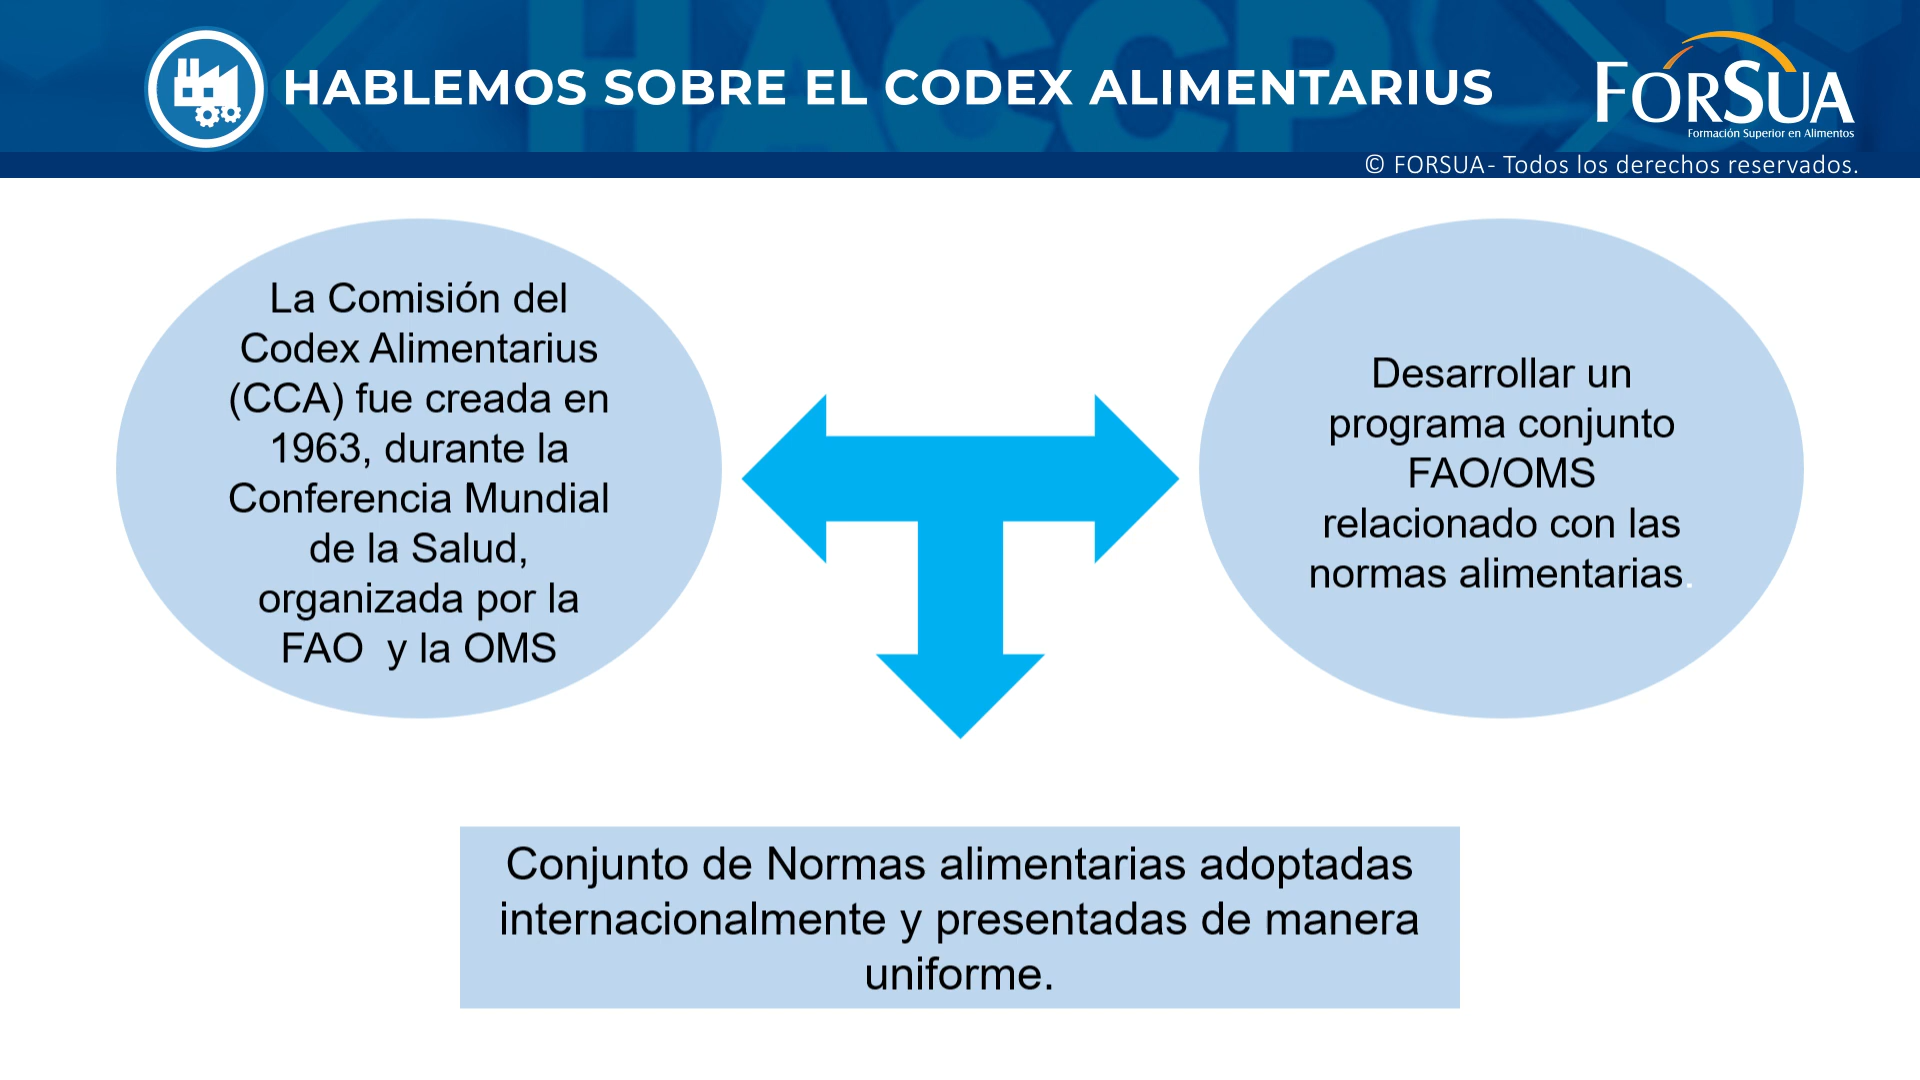 HACCP
HABLEMOS SOBRE EL CODEX ALIMENTARIUS
FORSUA
Formación Superior en Alimentos
© FORSUA- Todos los derechos reservados.
La Comisión del
Codex Alimentarius
(CCA) fue creada en
1963, durante la
Conferencia Mundial
de la Salud,
organizada por la
FAO y la OMS
Desarrollar un
programa conjunto
FAO/OMS
relacionado con las
normas alimentarias.
Conjunto de Normas alimentarias adoptadas
internacionalmente y presentadas de manera
uniforme.